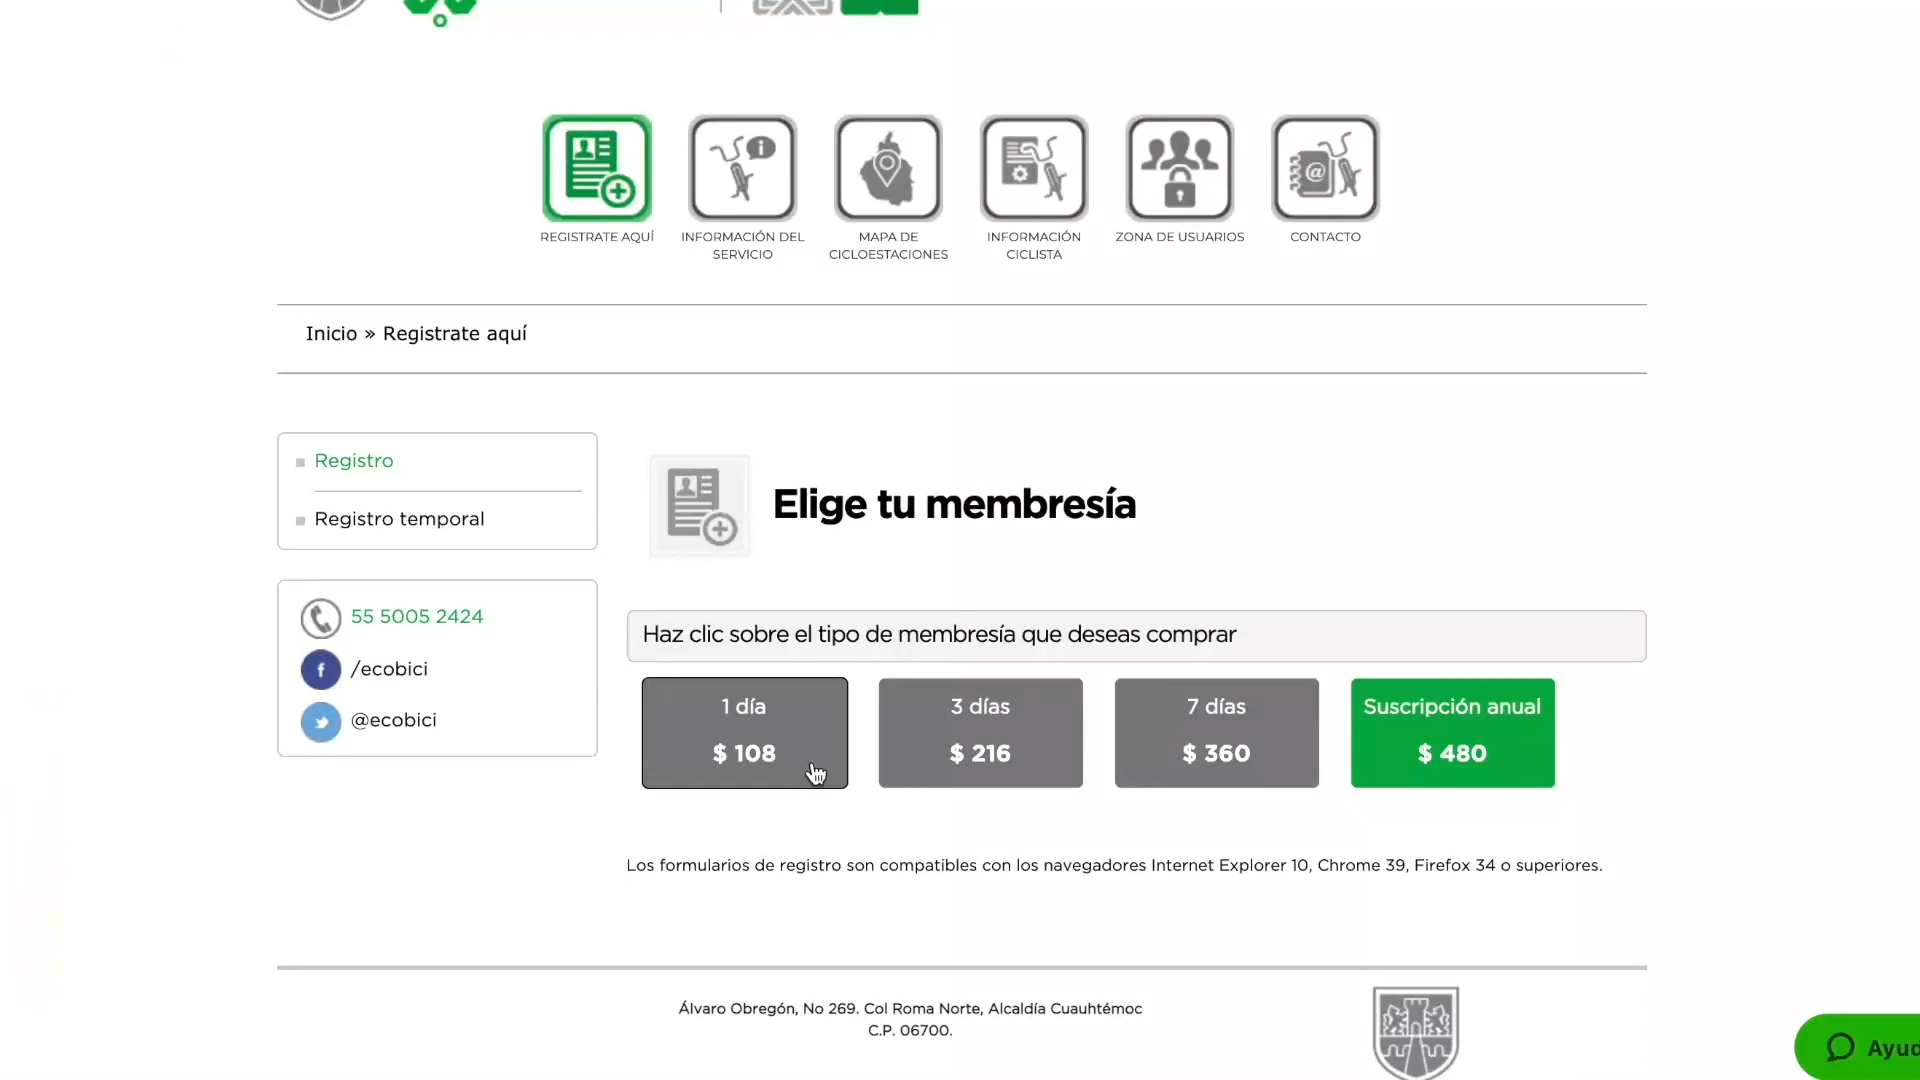 REGISTRATE AQUÍ
INFORMACIÓN DEL
SERVICIO
MAPA DE
CICLOESTACIONES
INFORMACIÓN
CICLISTA
ZONA DE USUARIOS
CONTACTO
Inicio » Registrate aquí
Registro
Registro temporal
55 5005 2424
/ecobici
@ecobici
Elige tu membresía
Haz clic sobre el tipo de membresía que deseas comprar
1 día
$ 108
3 días
$ 216
7 días
$ 360
Suscripción anual
$ 480
Los formularios de registro son compatibles con los navegadores Internet Explorer 10, Chrome 39, Firefox 34 o superiores.
Álvaro Obregón, No 269. Col Roma Norte, Alcaldía Cuauhtémoc
C.P. 06700.